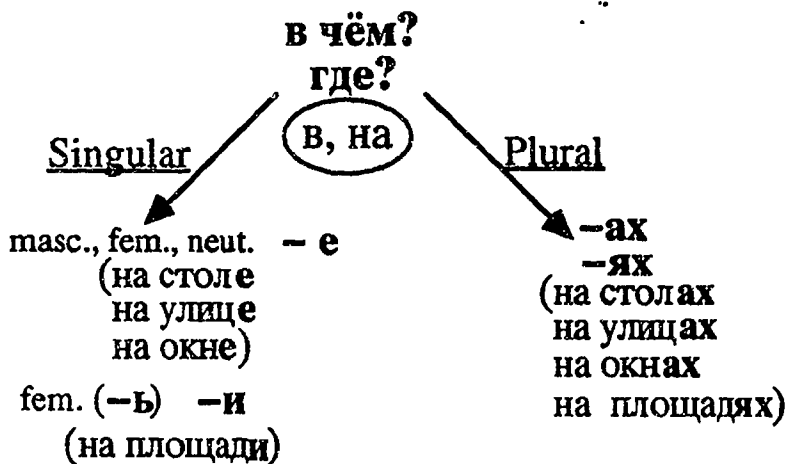 в чём?
где?
в, на
Singular
masc., fem., neut. – е
(на столе
на улице
на окне)
fem. (–ь) –и
(на площади)
Plural
–ах
–ях
(на столах
на улицах
на окнах
на площадях)